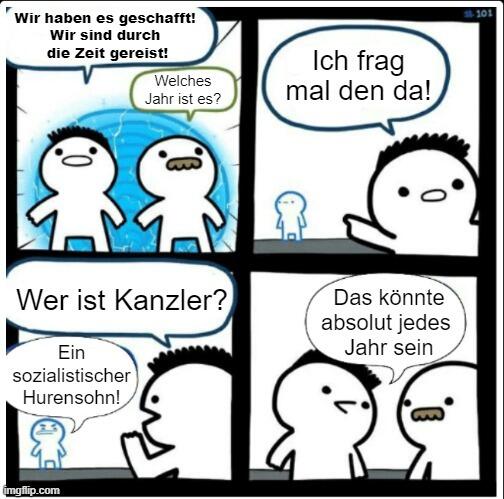 Wir haben es geschafft!
Wir sind durch
die Zeit gereist!
Welches
Jahr ist es?
# 101
Ich frag
mal den da!
Wer ist Kanzler?
Ein
sozialistischer
Hurensohn!
Das könnte
absolut jedes
Jahr sein
imgflip.com